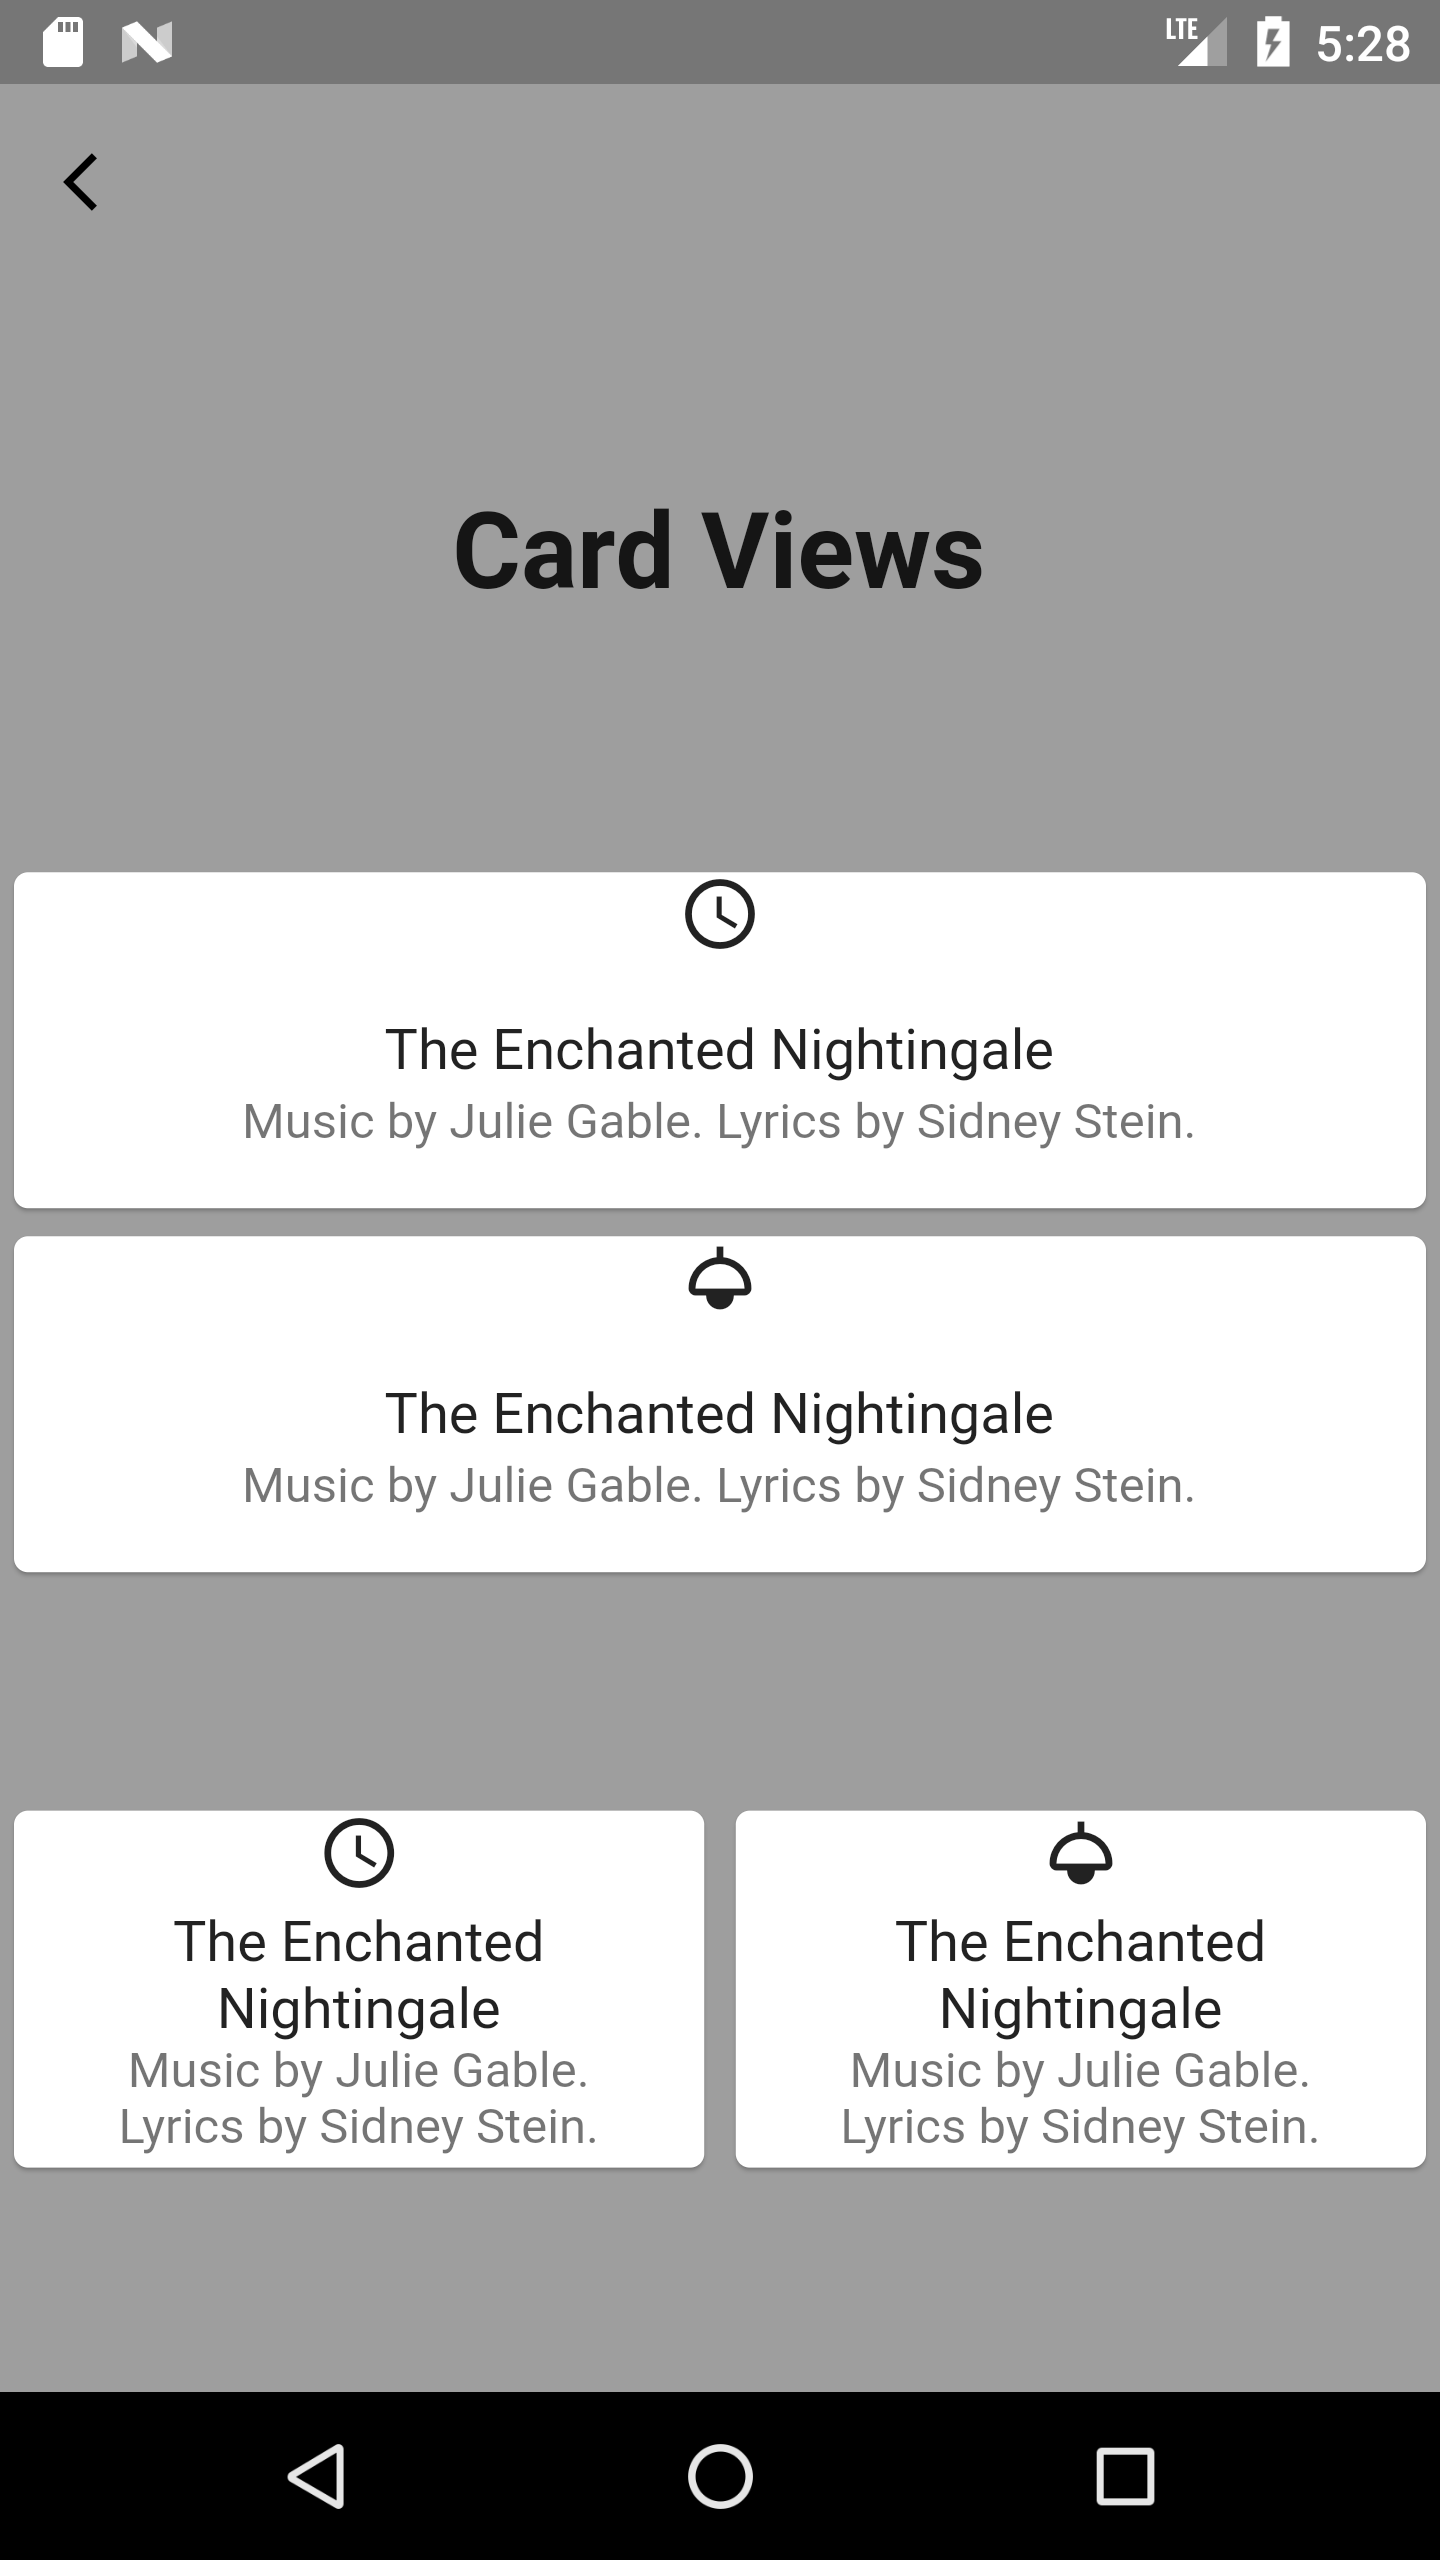 LTE 5:28
Card Views
The Enchanted Nightingale
Music by Julie Gable. Lyrics by Sidney Stein.
The Enchanted Nightingale
Music by Julie Gable. Lyrics by Sidney Stein.
The Enchanted
Nightingale
Music by Julie Gable.
Lyrics by Sidney Stein.
The Enchanted
Nightingale
Music by Julie Gable.
Lyrics by Sidney Stein.